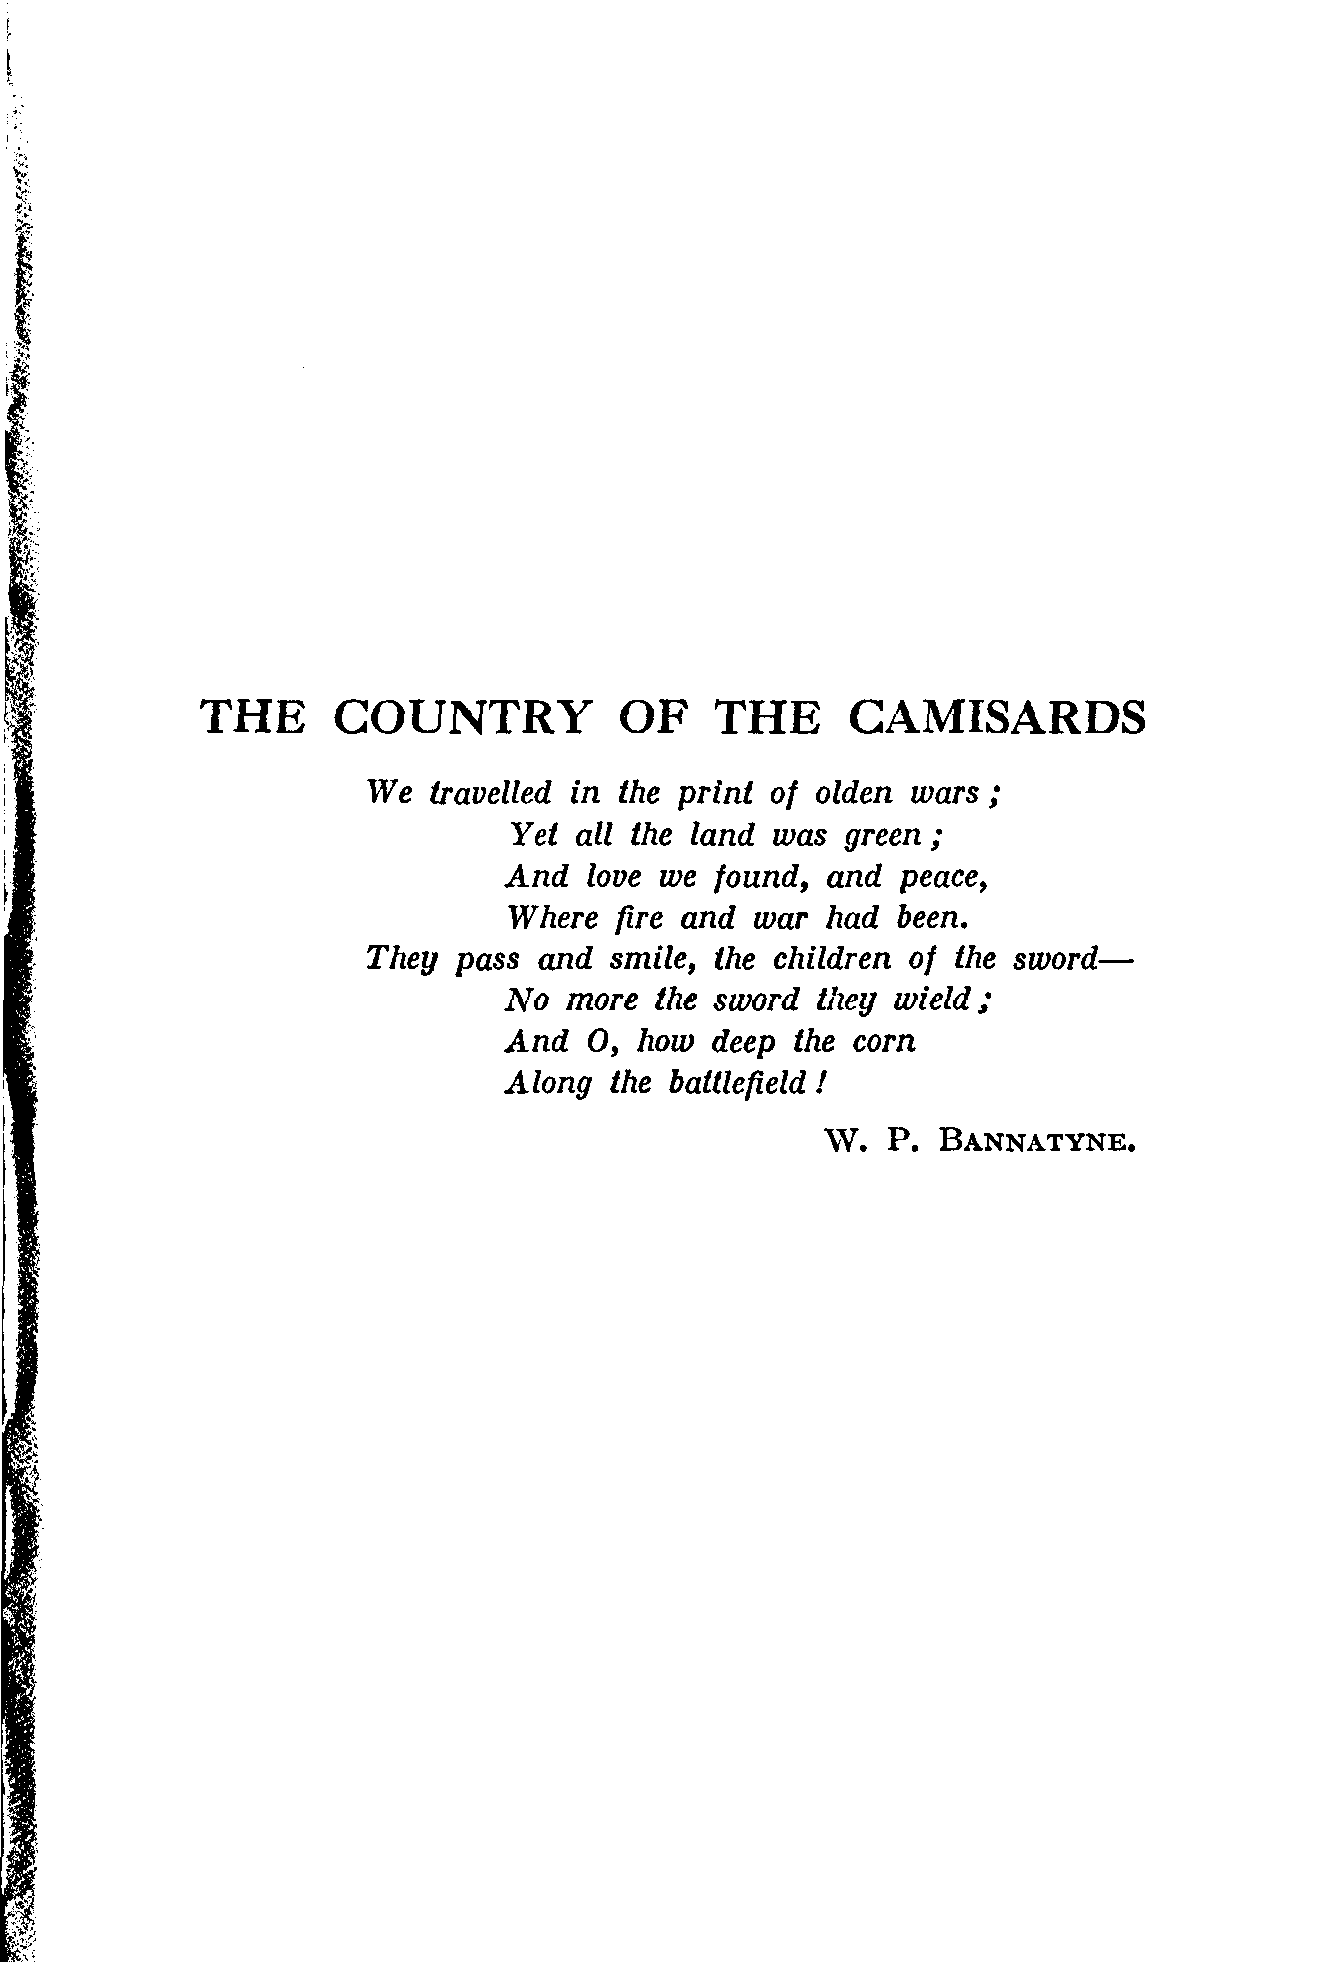 THE COUNTRY OF THE CAMISARDS
We travelled in the print of olden wars ;
Yet all the land was green ;
And love we found, and peace,
Where fire and war had been.
They pass and smile, the children of the sword—
No more the sword they wield ;
And O, how deep the corn
Along the battlefield !
W. P. BANNATYNE.